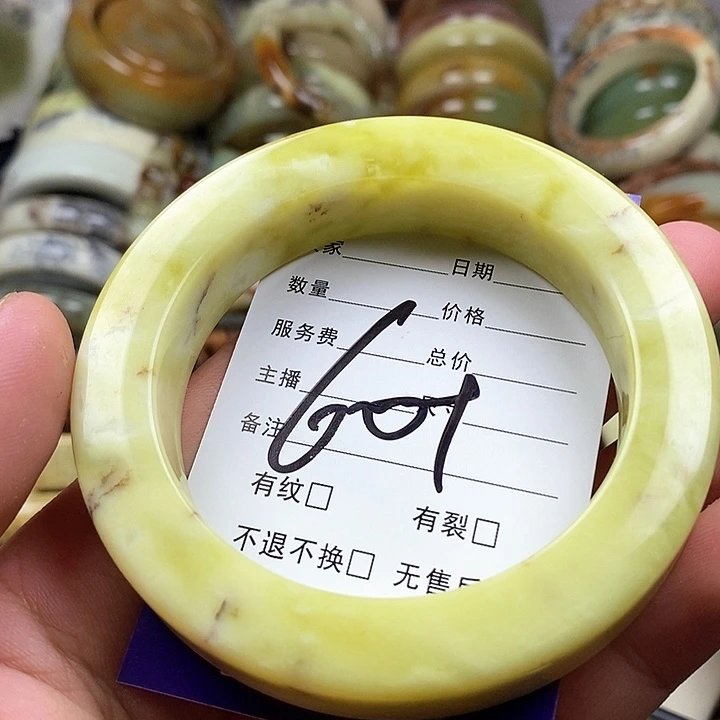 家 日期
数量 价格
服务费 总价
主播
备注
601
有纹□ 有裂□
不退不换□ 无售